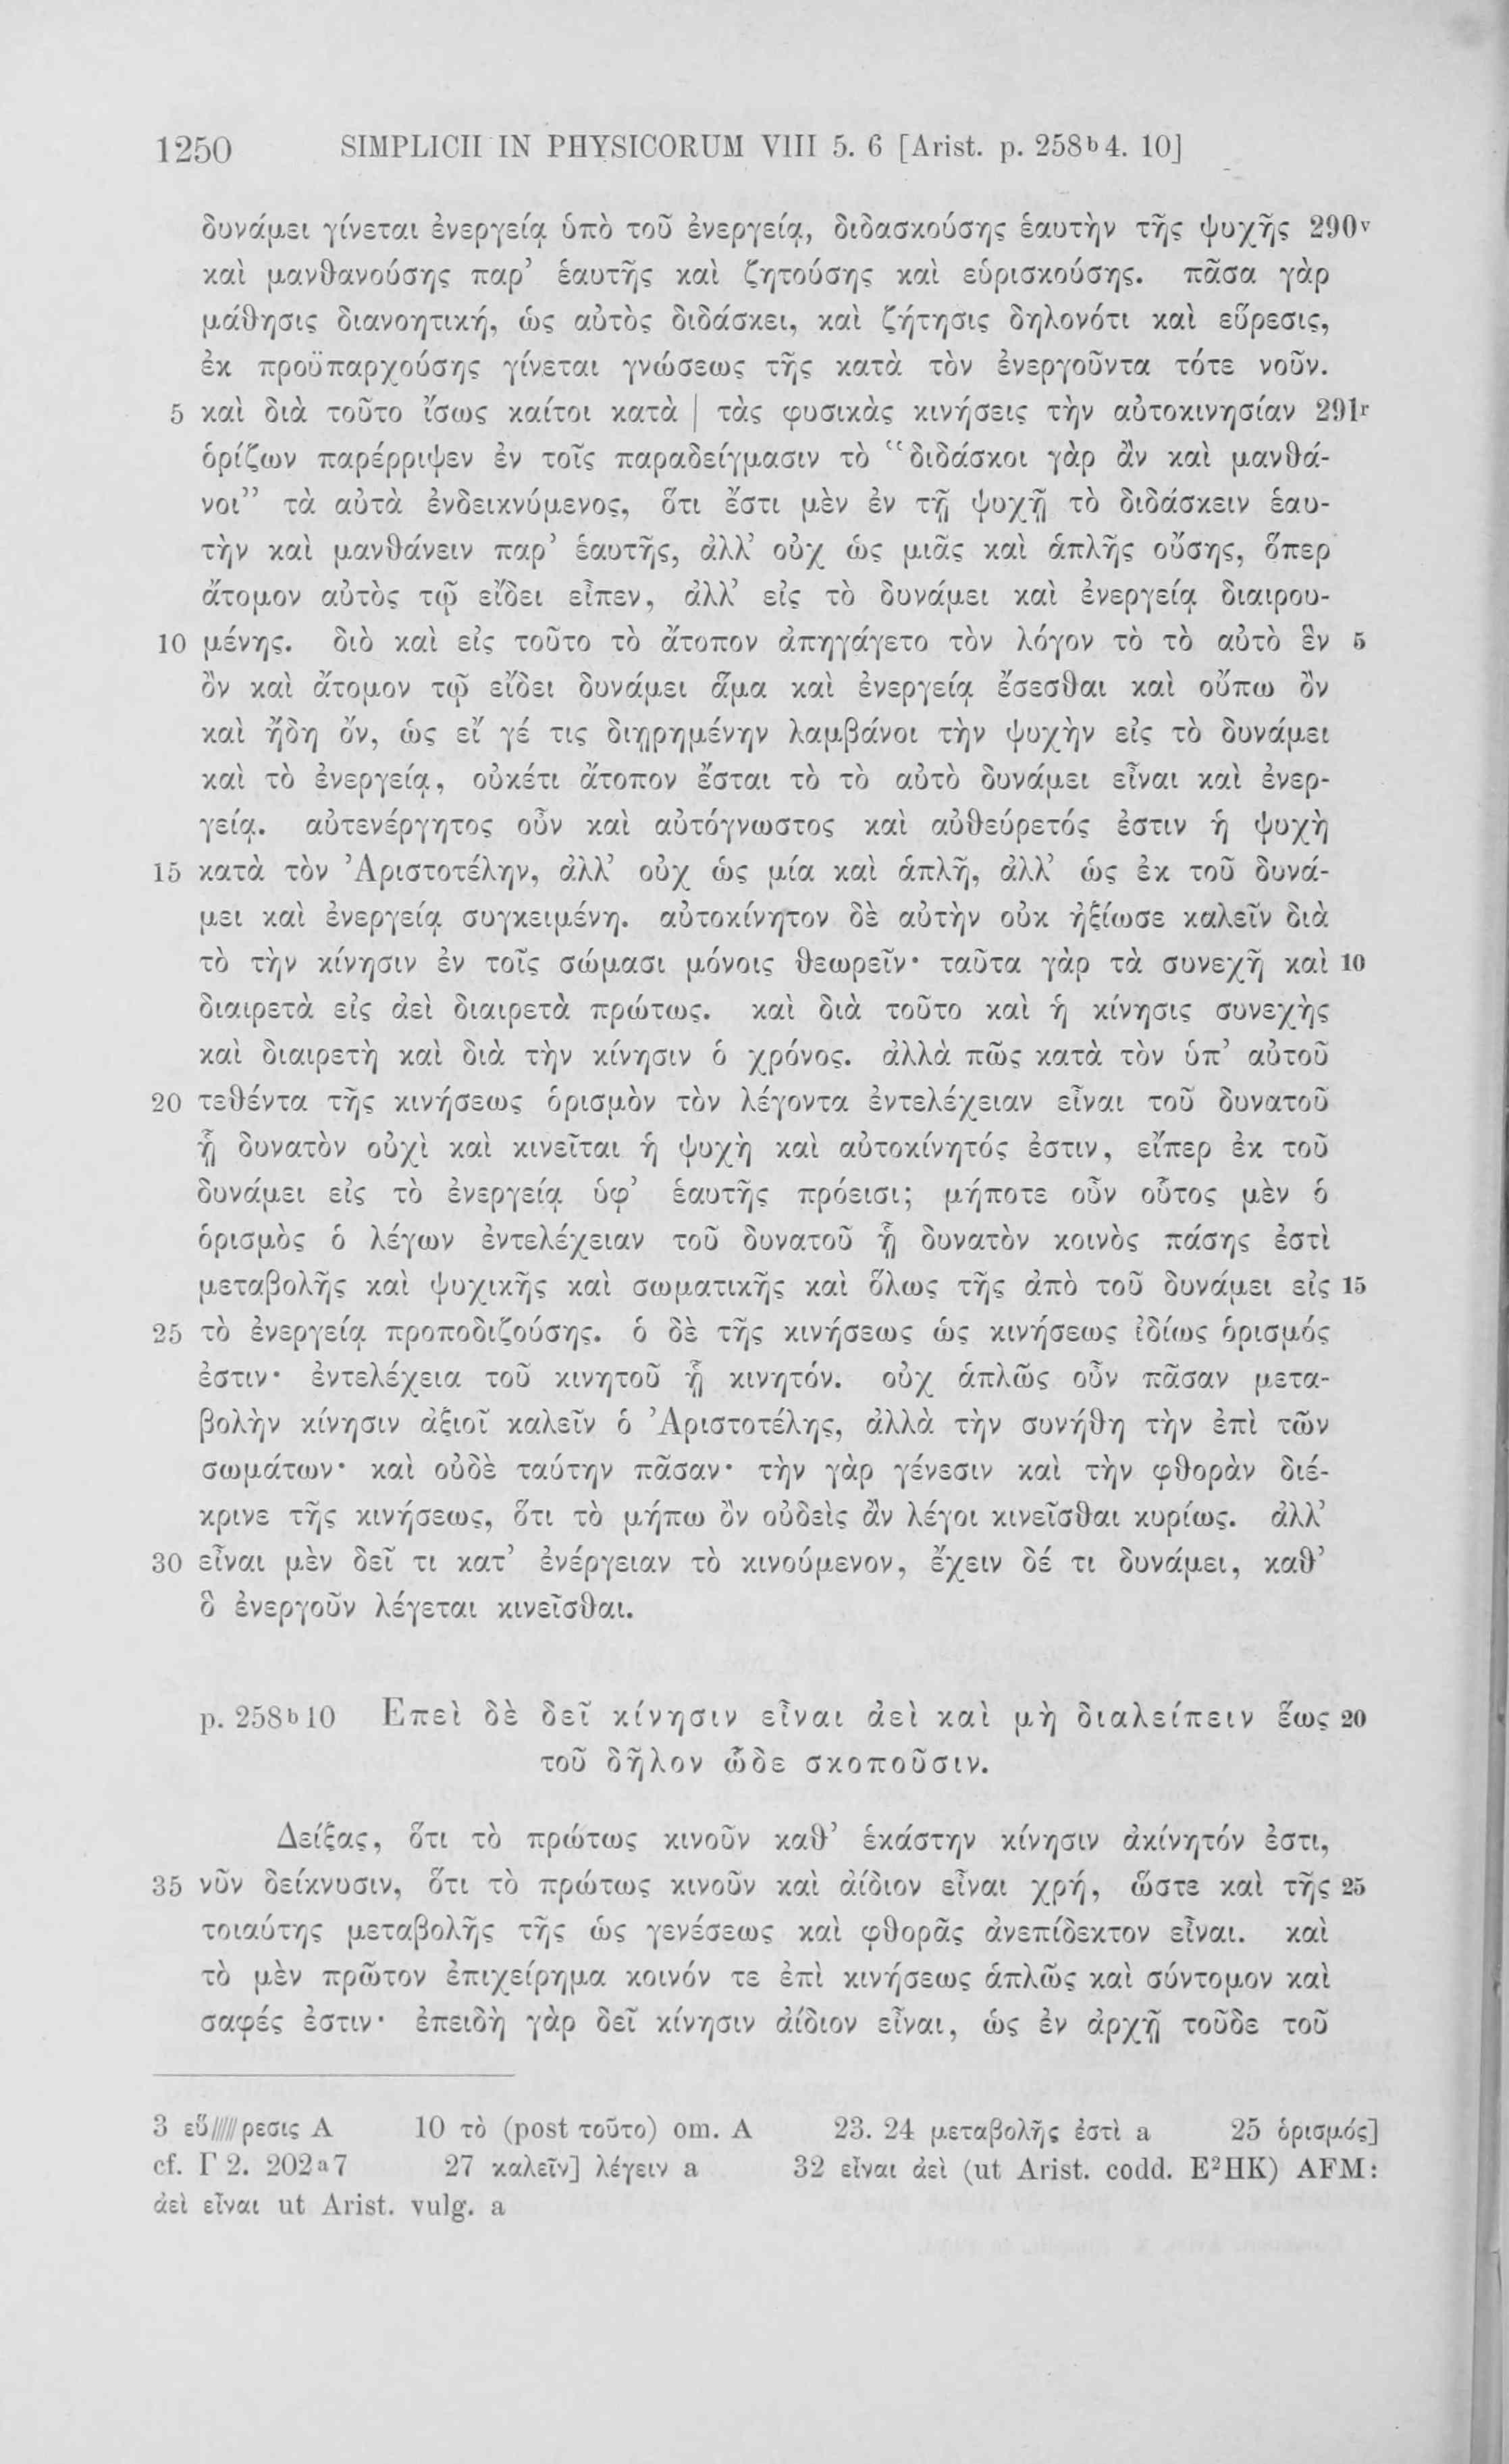 1250 SIMPLICII IN PHYSICORUM VIII 5. 6 [Arist. p. 258ᵇ4. 10]
δυνάμει γίνεται ἐνεργείᾳ ὑπὸ τοῦ ἐνεργείᾳ, διδασκούσης ἑαυτὴν τῆς ψυχῆς 290ᵛ
καὶ μανθανούσης παρ’ ἑαυτῆς καὶ ζητούσης καὶ εὑρισκούσης. πᾶσα γὰρ
μάθησις διανοητική, ὡς αὐτὸς διδάσκει, καὶ ζήτησις δηλονότι καὶ εὕρεσις,
ἐκ προϋπαρχούσης γίνεται γνώσεως τῆς κατὰ τὸν ἐνεργοῦντα τότε νοῦν.
5 καὶ διὰ τοῦτο ἴσως καίτοι κατὰ | τὰς φυσικὰς κινήσεις τὴν αὐτοκινησίαν 291ʳ
ὁρίζων παρέρριψεν ἐν τοῖς παραδείγμασιν τὸ “διδάσκοι γὰρ ἂν καὶ μανθά-
νοι” τὰ αὐτὰ ἐνδεικνύμενος, ὅτι ἔστι μὲν ἐν τῇ ψυχῇ τὸ διδάσκειν ἑαυ-
τὴν καὶ μανθάνειν παρ’ ἑαυτῆς, ἀλλ’ οὐχ ὡς μιᾶς καὶ ἁπλῆς οὔσης, ὅπερ
ἄτομον αὐτὸς τῷ εἴδει εἶπεν, ἀλλ’ εἰς τὸ δυνάμει καὶ ἐνεργείᾳ διαιρου-
10 μένης. διὸ καὶ εἰς τοῦτο τὸ ἄτοπον ἀπηγάγετο τὸν λόγον τὸ τὸ αὐτὸ ἓν 5
ὂν καὶ ἄτομον τῷ εἴδει δυνάμει ἅμα καὶ ἐνεργείᾳ ἔσεσθαι καὶ οὔπω ὂν
καὶ ἤδη ὄν, ὡς εἴ γέ τις διῃρημένην λαμβάνοι τὴν ψυχὴν εἰς τὸ δυνάμει
καὶ τὸ ἐνεργείᾳ, οὐκέτι ἄτοπον ἔσται τὸ τὸ αὐτὸ δυνάμει εἶναι καὶ ἐνερ-
γείᾳ. αὐτενέργητος οὖν καὶ αὐτόγνωστος καὶ αὐθεύρετός ἐστιν ἡ ψυχὴ
15 κατὰ τὸν Ἀριστοτέλην, ἀλλ’ οὐχ ὡς μία καὶ ἁπλῆ, ἀλλ’ ὡς ἐκ τοῦ δυνά-
μει καὶ ἐνεργείᾳ συγκειμένη. αὐτοκίνητον δὲ αὐτὴν οὐκ ἠξίωσε καλεῖν διὰ
τὸ τὴν κίνησιν ἐν τοῖς σώμασι μόνοις θεωρεῖν· ταῦτα γὰρ τὰ συνεχῆ καὶ 10
διαιρετὰ εἰς ἀεὶ διαιρετὰ πρώτως. καὶ διὰ τοῦτο καὶ ἡ κίνησις συνεχὴς
καὶ διαιρετὴ καὶ διὰ τὴν κίνησιν ὁ χρόνος. ἀλλὰ πῶς κατὰ τὸν ὑπ’ αὐτοῦ
20 τεθέντα τῆς κινήσεως ὁρισμὸν τὸν λέγοντα ἐντελέχειαν εἶναι τοῦ δυνατοῦ
ᾗ δυνατὸν οὐχὶ καὶ κινεῖται ἡ ψυχὴ καὶ αὐτοκίνητός ἐστιν, εἴπερ ἐκ τοῦ
δυνάμει εἰς τὸ ἐνεργείᾳ ὑφ’ ἑαυτῆς πρόεισι; μήποτε οὖν οὗτος μὲν ὁ
ὁρισμὸς ὁ λέγων ἐντελέχειαν τοῦ δυνατοῦ ᾗ δυνατὸν κοινὸς πάσης ἐστὶ
μεταβολῆς καὶ ψυχικῆς καὶ σωματικῆς καὶ ὅλως τῆς ἀπὸ τοῦ δυνάμει εἰς 15
25 τὸ ἐνεργείᾳ προποδιζούσης. ὁ δὲ τῆς κινήσεως ὡς κινήσεως ἰδίως ὁρισμός
ἐστιν· ἐντελέχεια τοῦ κινητοῦ ᾗ κινητόν. οὐχ ἁπλῶς οὖν πᾶσαν μετα-
βολὴν κίνησιν ἀξιοῖ καλεῖν ὁ Ἀριστοτέλης, ἀλλὰ τὴν συνήθη τὴν ἐπὶ τῶν
σωμάτων· καὶ οὐδὲ ταύτην πᾶσαν· τὴν γὰρ γένεσιν καὶ τὴν φθορὰν διέ-
κρινε τῆς κινήσεως, ὅτι τὸ μήπω ὂν οὐδεὶς ἂν λέγοι κινεῖσθαι κυρίως. ἀλλ’
30 εἶναι μὲν δεῖ τι κατ’ ἐνέργειαν τὸ κινούμενον, ἔχειν δέ τι δυνάμει, καθ’
ὃ ἐνεργοῦν λέγεται κινεῖσθαι.
p. 258ᵇ10 Ἐπεὶ δὲ δεῖ κίνησιν εἶναι ἀεὶ καὶ μὴ διαλείπειν ἕως 20
τοῦ δῆλον ὧδε σκοποῦσιν.
Δείξας, ὅτι τὸ πρώτως κινοῦν καθ’ ἑκάστην κίνησιν ἀκίνητόν ἐστι,
35 νῦν δείκνυσιν, ὅτι τὸ πρώτως κινοῦν καὶ ἀίδιον εἶναι χρή, ὥστε καὶ τῆς 25
τοιαύτης μεταβολῆς τῆς ὡς γενέσεως καὶ φθορᾶς ἀνεπίδεκτον εἶναι. καὶ
τὸ μὲν πρῶτον ἐπιχείρημα κοινόν τε ἐπὶ κινήσεως ἁπλῶς καὶ σύντομον καὶ
σαφές ἐστιν· ἐπειδὴ γὰρ δεῖ κίνησιν ἀίδιον εἶναι, ὡς ἐν ἀρχῇ τοῦδε τοῦ
3 εὕ/////ρεσις A 10 τὸ (post τοῦτο) om. A 23. 24 μεταβολῆς ἐστὶ a 25 ὁρισμός]
cf. Γ 2. 202ᵃ7 27 καλεῖν] λέγειν a 32 εἶναι ἀεὶ (ut Arist. codd. E²HK) AFM:
ἀεὶ εἶναι ut Arist. vulg. a